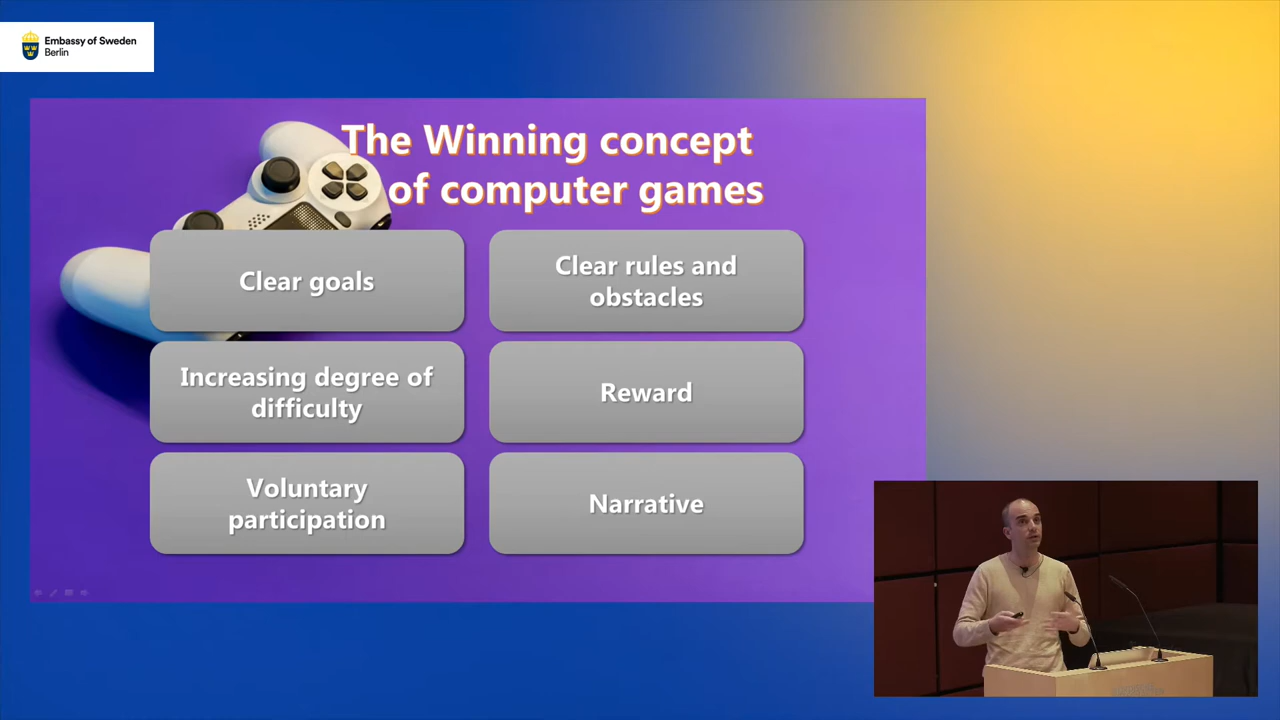 Embassy of Sweden
Berlin
The Winning concept
of computer games
Clear goals
Clear rules and
obstacles
Increasing degree of
difficulty
Reward
Voluntary
participation
Narrative